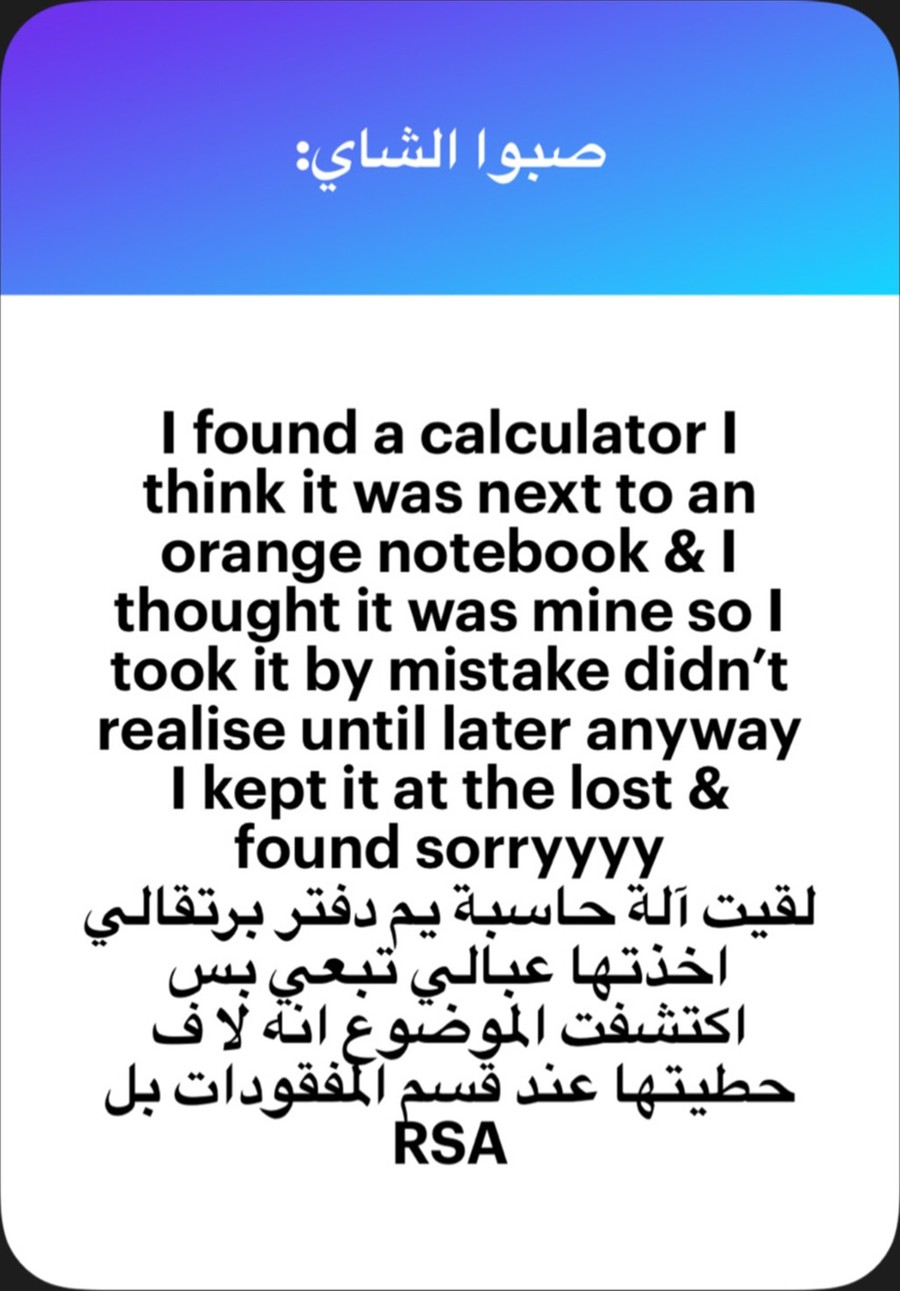 صبوا الشاي:
I found a calculator I
think it was next to an
orange notebook & I
thought it was mine so I
took it by mistake didn’t
realise until later anyway
I kept it at the lost &
found sorryyyy
لقيت آلة حاسبة يم دفتر برتقالي
اخذتها عبالي تبعي بس
اكتشفت الموضوع انه لا ف
حطيتها عند قسم المفقودات بل
RSA